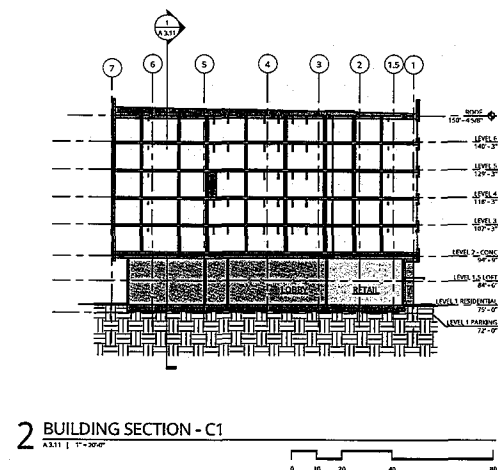 1
A 3.11
7 6 5 4 3 2 1.5 1
ROOF
150'-4 5/8"
LEVEL 6
140'-3"
LEVEL 5
129'-3"
LEVEL 4
118'-3"
LEVEL 3
107'-3"
LEVEL 2 - CONC
94'-9"
LEVEL 1.5 LOFT
84'-6"
LOBBY RETAIL
LEVEL 1 RESIDENTIAL
75'-0"
LEVEL 1 PARKING
72'-0"
2 BUILDING SECTION - C1
A 3.11 | 1" = 20'-0"
0 10 20 40 80